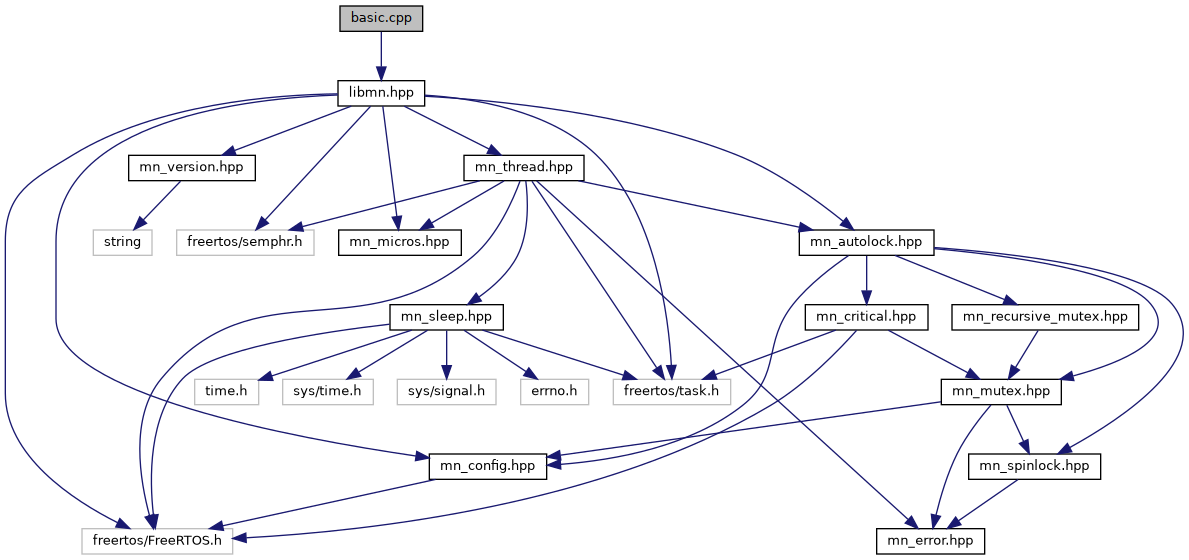 basic.cpp
libmn.hpp
mn_version.hpp
mn_thread.hpp
string
freertos/semphr.h
mn_micros.hpp
mn_autolock.hpp
mn_sleep.hpp
mn_critical.hpp
mn_recursive_mutex.hpp
time.h
sys/time.h
sys/signal.h
errno.h
freertos/task.h
mn_mutex.hpp
mn_config.hpp
mn_spinlock.hpp
freertos/FreeRTOS.h
mn_error.hpp